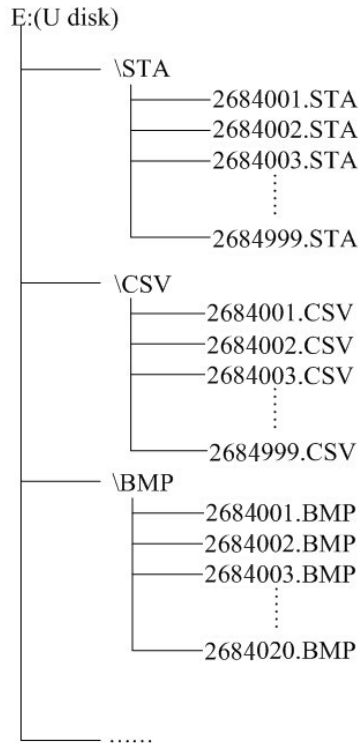 E:(U disk)
\STA
2684001.STA
2684002.STA
2684003.STA
2684999.STA
\CSV
2684001.CSV
2684002.CSV
2684003.CSV
2684999.CSV
\BMP
2684001.BMP
2684002.BMP
2684003.BMP
2684020.BMP
......